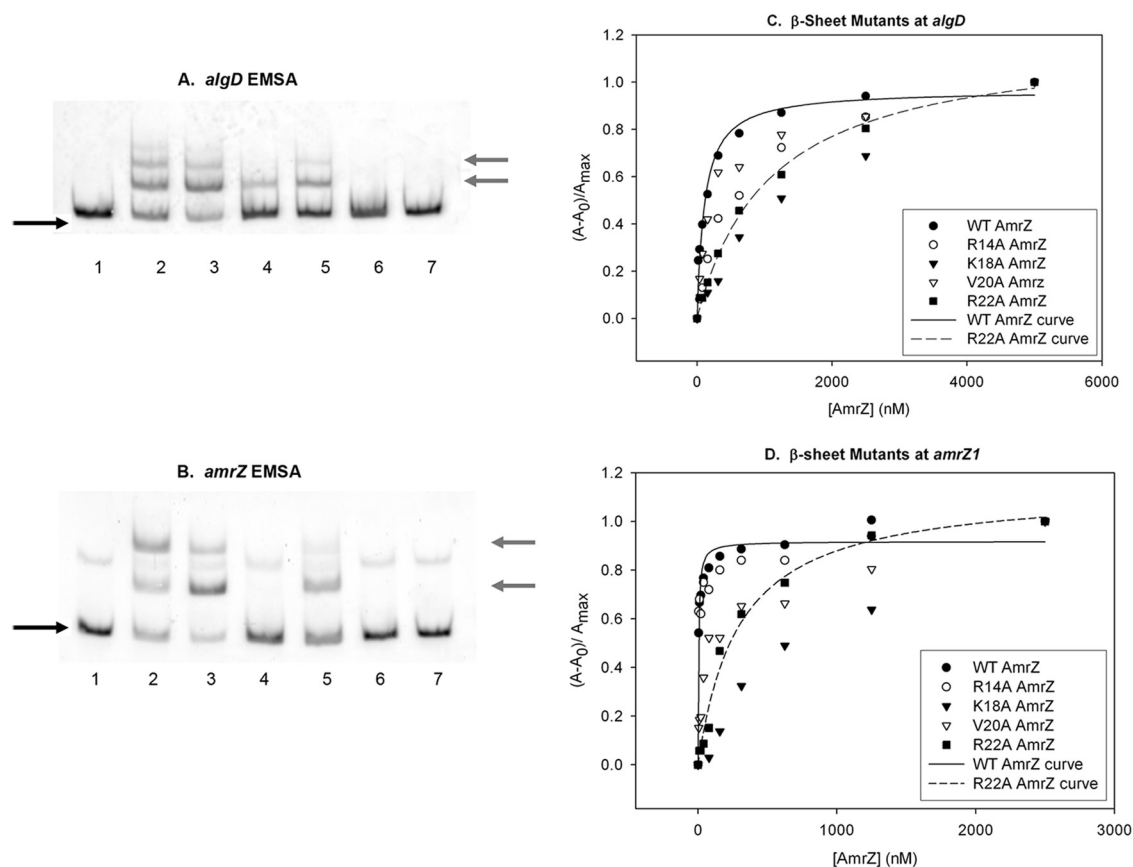 A. algD EMSA
1 2 3 4 5 6 7
C. β-Sheet Mutants at algD
(A-A0)/Amax
1.2
1.0
0.8
0.6
0.4
0.2
0.0
WT AmrZ
R14A AmrZ
K18A AmrZ
V20A Amrz
R22A AmrZ
WT AmrZ curve
R22A AmrZ curve
0 2000 4000 6000
[AmrZ] (nM)
B. amrZ EMSA
1 2 3 4 5 6 7
D. β-sheet Mutants at amrZ1
(A-A0)/ Amax
1.2
1.0
0.8
0.6
0.4
0.2
0.0
WT AmrZ
R14A AmrZ
K18A AmrZ
V20A AmrZ
R22A AmrZ
WT AmrZ curve
R22A AmrZ curve
0 1000 2000 3000
[AmrZ] (nM)